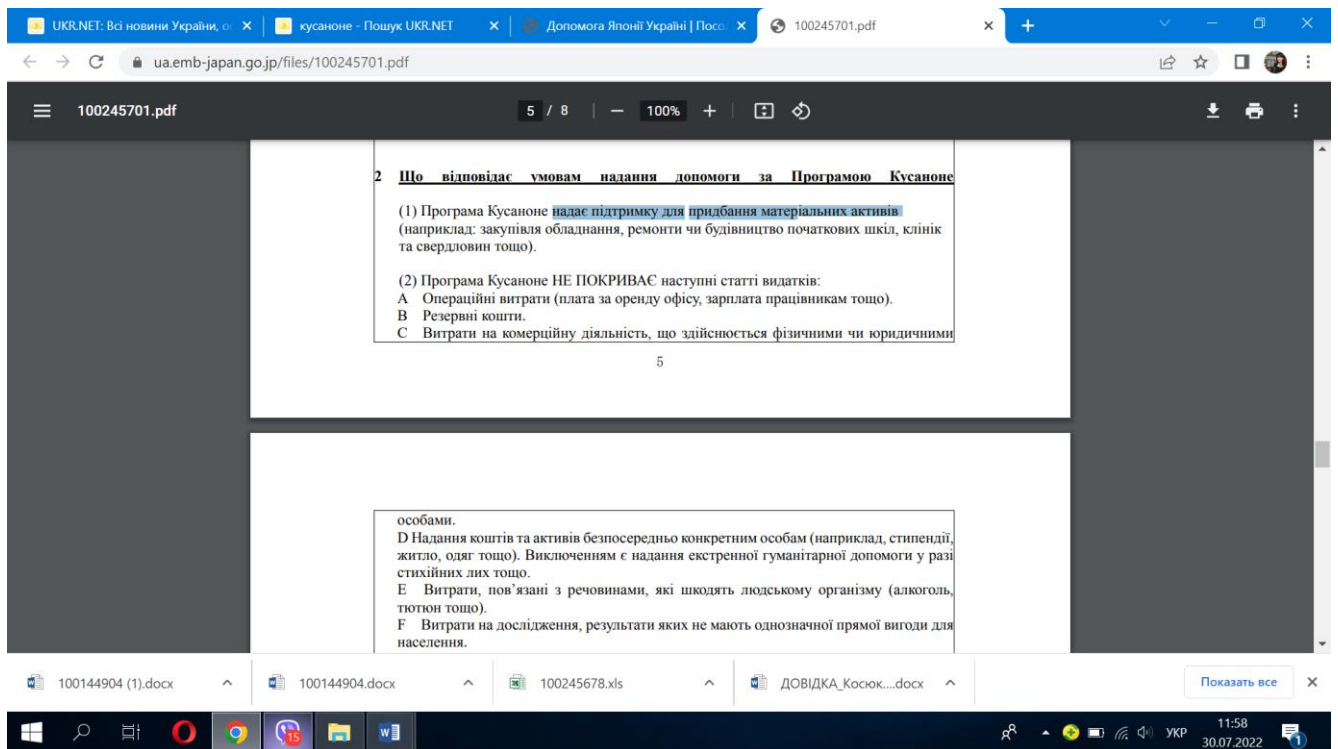 UKR.NET: Всі новини України, о
кусаноне - Пошук UKR.NET
Допомога Японії Україні | Посо
100245701.pdf
ua.emb-japan.go.jp/files/100245701.pdf
100245701.pdf
5 / 8
100%
2 Що відповідає умовам надання допомоги за Програмою Кусаноне
(1) Програма Кусаноне надає підтримку для придбання матеріальних активів
(наприклад: закупівля обладнання, ремонти чи будівництво початкових шкіл, клінік
та свердловин тощо).
(2) Програма Кусаноне НЕ ПОКРИВАЄ наступні статті видатків:
A Операційні витрати (плата за оренду офісу, зарплата працівникам тощо).
B Резервні кошти.
C Витрати на комерційну діяльність, що здійснюється фізичними чи юридичними
5
особами.
D Надання коштів та активів безпосередньо конкретним особам (наприклад, стипендії,
житло, одяг тощо). Виключенням є надання екстренної гуманітарної допомоги у разі
стихійних лих тощо.
E Витрати, пов’язані з речовинами, які шкодять людському організму (алкоголь,
тютюн тощо).
F Витрати на дослідження, результати яких не мають однозначної прямої вигоди для
населення.
100144904 (1).docx
100144904.docx
100245678.xls
ДОВІДКА_Косюк....docx
Показать все
15
УКР
11:58
30.07.2022
1